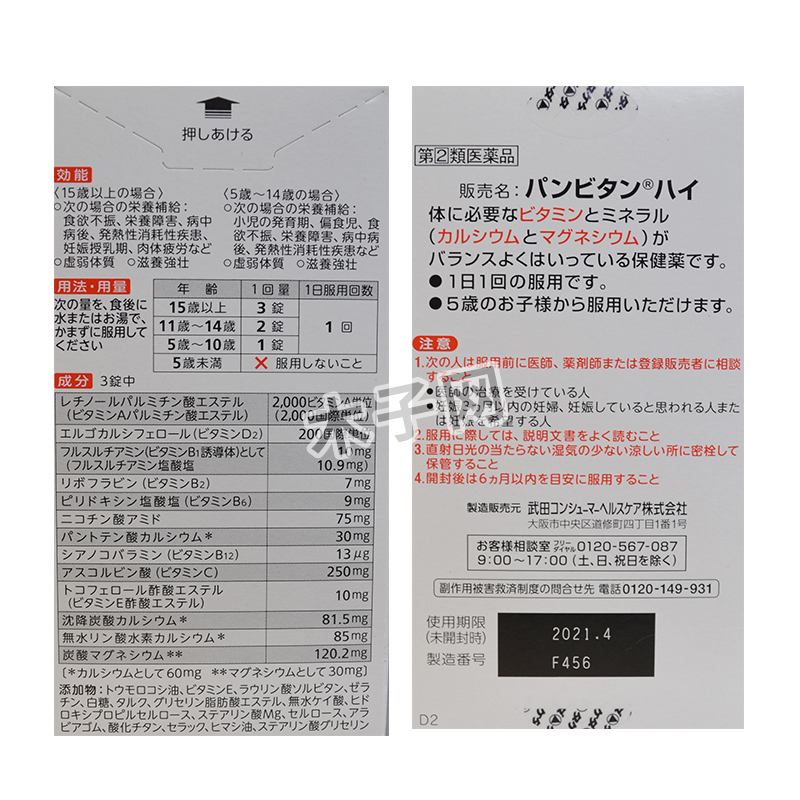 押しあける
効能
〈15歳以上の場合〉
○次の場合の栄養補給:
食欲不振、栄養障害、病中
病後、発熱性消耗性疾患、
妊娠授乳期、肉体疲労など
○虚弱体質 ○滋養強壮
〈5歳～14歳の場合〉
○次の場合の栄養補給:
小児の発育期、偏食児、食
欲不振、栄養障害、病中病
後、発熱性消耗性疾患など
○虚弱体質 ○滋養強壮
用法・用量
次の量を、食後に
水またはお湯で、
かまずに服用して
ください
年齢 1回量 1日服用回数
15歳以上 3錠
11歳～14歳 2錠 1回
5歳～10歳 1錠
5歳未満 ✕ 服用しないこと
成分 3錠中
レチノールパルミチン酸エステル 2,000ビタミンA単位
(ビタミンAパルミチン酸エステル) (2,000国際単位)
エルゴカルシフェロール(ビタミンD2) 200国際単位
フルスルチアミン(ビタミンB1誘導体)として 10mg
(フルスルチアミン塩酸塩 10.9mg)
リボフラビン(ビタミンB2) 7mg
ピリドキシン塩酸塩(ビタミンB6) 9mg
ニコチン酸アミド 75mg
パントテン酸カルシウム* 30mg
シアノコバラミン(ビタミンB12) 13μg
アスコルビン酸(ビタミンC) 250mg
トコフェロール酢酸エステル 10mg
(ビタミンE酢酸エステル)
沈降炭酸カルシウム* 81.5mg
無水リン酸水素カルシウム* 85mg
炭酸マグネシウム** 120.2mg
〔*カルシウムとして60mg **マグネシウムとして30mg〕
添加物:トウモロコシ油、ビタミンE、ラウリン酸ソルビタン、ゼラ
チン、白糖、タルク、グリセリン脂肪酸エステル、無水ケイ酸、ヒド
ロキシプロピルセルロース、ステアリン酸Mg、セルロース、アラ
ビアゴム、酸化チタン、セラック、ヒマシ油、ステアリン酸グリセリン
指②類医薬品
販売名:パンビタン®ハイ
体に必要なビタミンとミネラル
(カルシウムとマグネシウム)が
バランスよくはいっている保健薬です。
●1日1回の服用です。
●5歳のお子様から服用いただけます。
注意
1.次の人は服用前に医師、薬剤師または登録販売者に相談
すること
●医師の治療を受けている人
●妊娠3ヶ月以内の妊婦、妊娠していると思われる人また
は妊娠を希望する人
2.服用に際しては、説明文書をよく読むこと
3.直射日光の当たらない湿気の少ない涼しい所に密栓して
保管すること
4.開封後は6ヵ月以内を目安に服用すること
製造販売元 武田コンシューマーヘルスケア株式会社
大阪市中央区道修町四丁目1番1号
お客様相談室 フリーダイヤル0120-567-087
9:00～17:00(土、日、祝日を除く)
副作用被害救済制度の問合せ先 電話0120-149-931
使用期限
(未開封時)
2021.4
製造番号
F456
D2
木子网